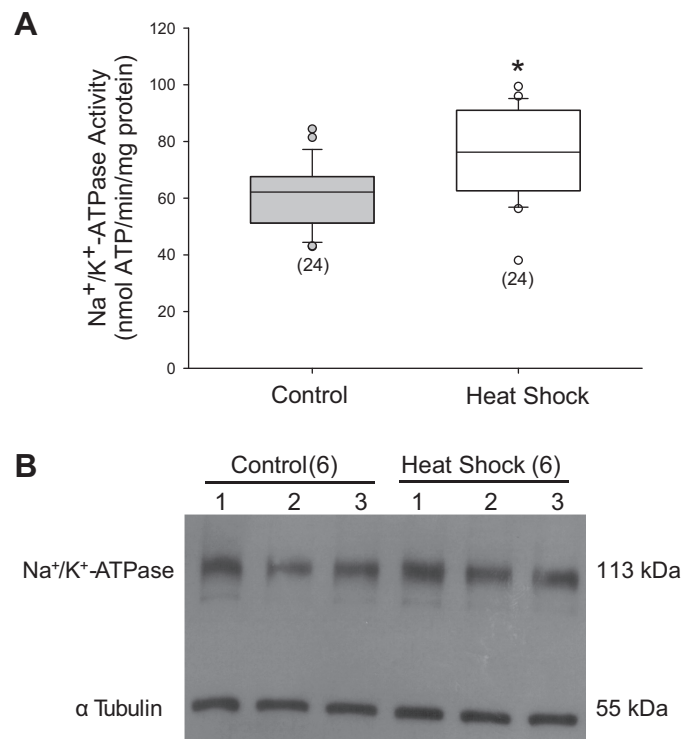 A
Na+/K+-ATPase Activity
(nmol ATP/min/mg protein)
120
100
80
60
40
20
0
*
(24)
(24)
Control
Heat Shock
B
Control(6)
Heat Shock (6)
1 2 3 1 2 3
Na+/K+-ATPase
113 kDa
α Tubulin
55 kDa